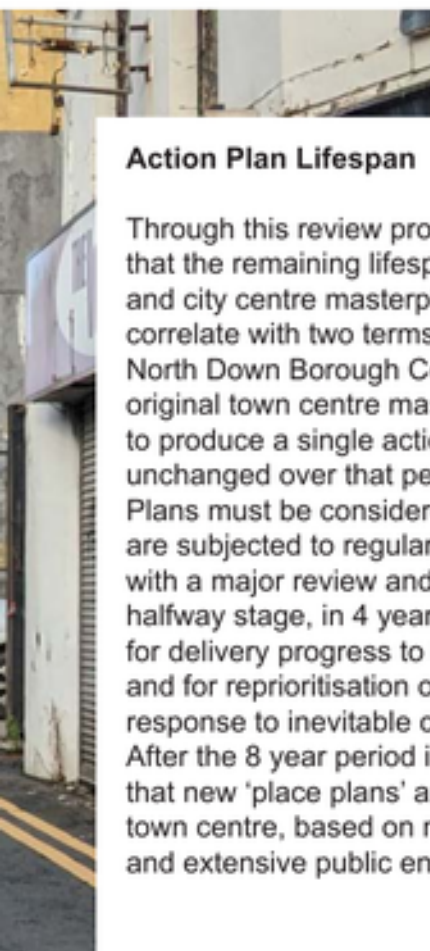 Action Plan Lifespan
Through this review pro
that the remaining lifesp
and city centre masterp
correlate with two terms
North Down Borough Co
original town centre ma
to produce a single actio
unchanged over that pe
Plans must be consider
are subjected to regular
with a major review and
halfway stage, in 4 year
for delivery progress to
and for reprioritisation o
response to inevitable c
After the 8 year period i
that new ‘place plans’ a
town centre, based on r
and extensive public en